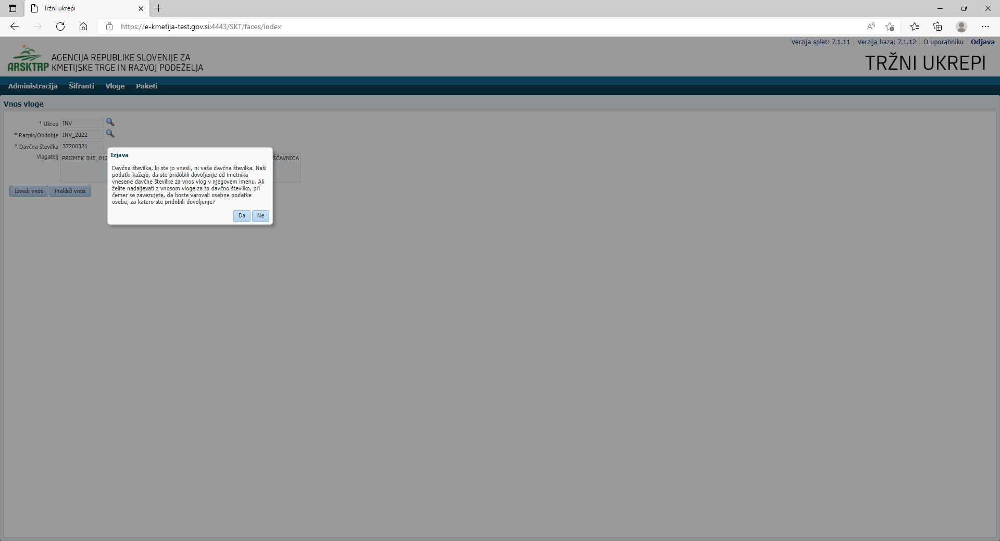 Tržni ukrepi
https://e-kmetija-test.gov.si:4443/SKT/faces/index
Verzija splet: 7.1.11 Verzija baza: 7.1.12 O uporabniku Odjava
ARSKTRP
AGENCIJA REPUBLIKE SLOVENIJE ZA
KMETIJSKE TRGE IN RAZVOJ PODEŽELJA
TRŽNI UKREPI
Administracija Šifranti Vloge Paketi
Vnos vloge
* Ukrep INV
* Razpis/Obdobje INV_2022
* Davčna številka 37200321
Vlagatelj PRIIMEK IME_012 ŠČAVNICA
Izvedi vnos Prekliči vnos
Izjava
Davčna številka, ki ste jo vnesli, ni vaša davčna številka. Naši
podatki kažejo, da ste pridobili dovoljenje od imetnika
vnesene davčne številke za vnos vlog v njegovem imenu. Ali
želite nadaljevati z vnosom vloge za to davčno številko, pri
čemer se zavezujete, da boste varovali osebne podatke
osebe, za katero ste pridobili dovoljenje?
Da Ne